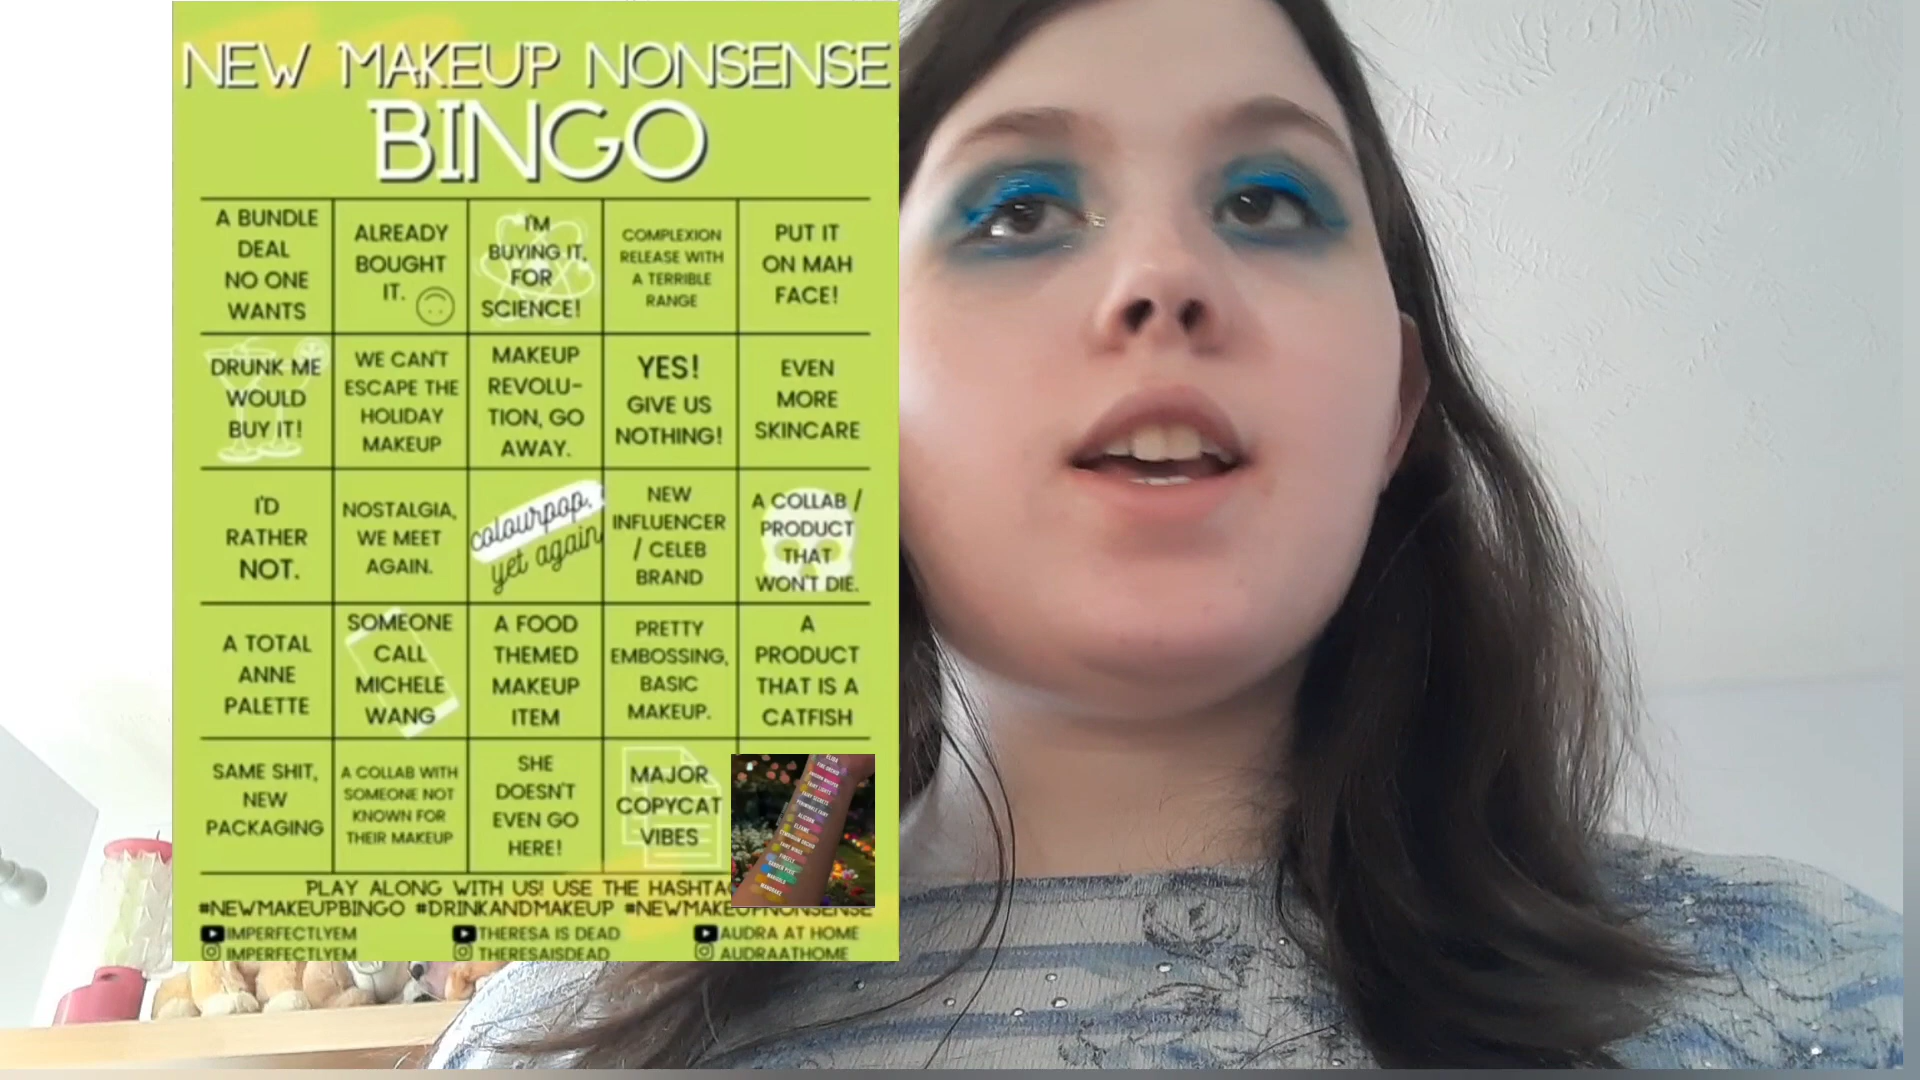 NEW MAKEUP NONSENSE
BINGO
A BUNDLE
DEAL
NO ONE
WANTS
ALREADY
BOUGHT
IT.
I'M
BUYING IT,
FOR
SCIENCE!
COMPLEXION
RELEASE WITH
A TERRIBLE
RANGE
PUT IT
ON MAH
FACE!
DRUNK ME
WOULD
BUY IT!
WE CAN'T
ESCAPE THE
HOLIDAY
MAKEUP
MAKEUP
REVOLU-
TION, GO
AWAY.
YES!
GIVE US
NOTHING!
EVEN
MORE
SKINCARE
I'D
RATHER
NOT.
NOSTALGIA,
WE MEET
AGAIN.
colourpop,
yet again
NEW
INFLUENCER
/ CELEB
BRAND
A COLLAB /
PRODUCT
THAT
WON'T DIE.
A TOTAL
ANNE
PALETTE
SOMEONE
CALL
MICHELE
WANG
A FOOD
THEMED
MAKEUP
ITEM
PRETTY
EMBOSSING,
BASIC
MAKEUP.
A
PRODUCT
THAT IS A
CATFISH
SAME SHIT,
NEW
PACKAGING
A COLLAB WITH
SOMEONE NOT
KNOWN FOR
THEIR MAKEUP
SHE
DOESN'T
EVEN GO
HERE!
MAJOR
COPYCAT
VIBES
PLAY ALONG WITH US! USE THE HASHTA
#NEWMAKEUPBINGO #DRINKANDMAKEUP #NEWMAKEUPNONSENSE
IMPERFECTLYEM THERESA IS DEAD AUDRA AT HOME
IMPERFECTLYEM THERESAISDEAD AUDRAATHOME